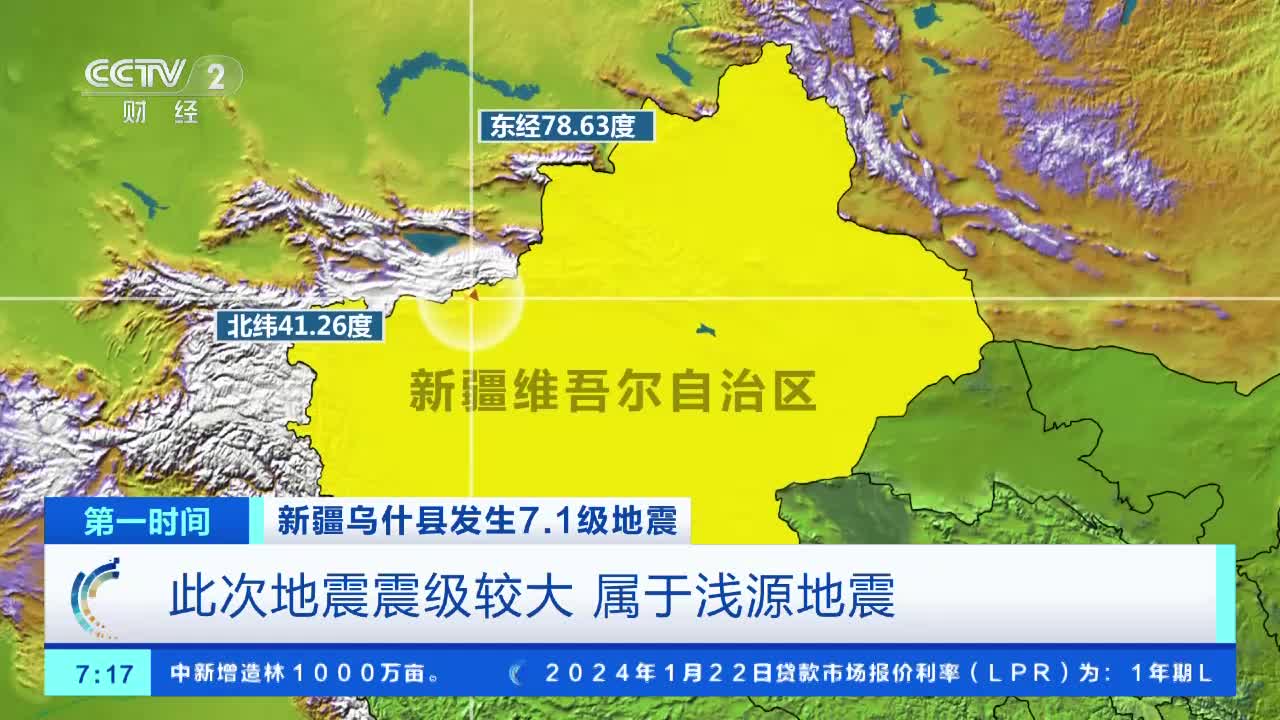 CCTV 2
财 经
东经78.63度
北纬41.26度
新疆维吾尔自治区
第一时间
新疆乌什县发生7.1级地震
此次地震震级较大 属于浅源地震
7:17
中新增造林1000万亩。 2024年1月22日贷款市场报价利率（LPR）为：1年期L